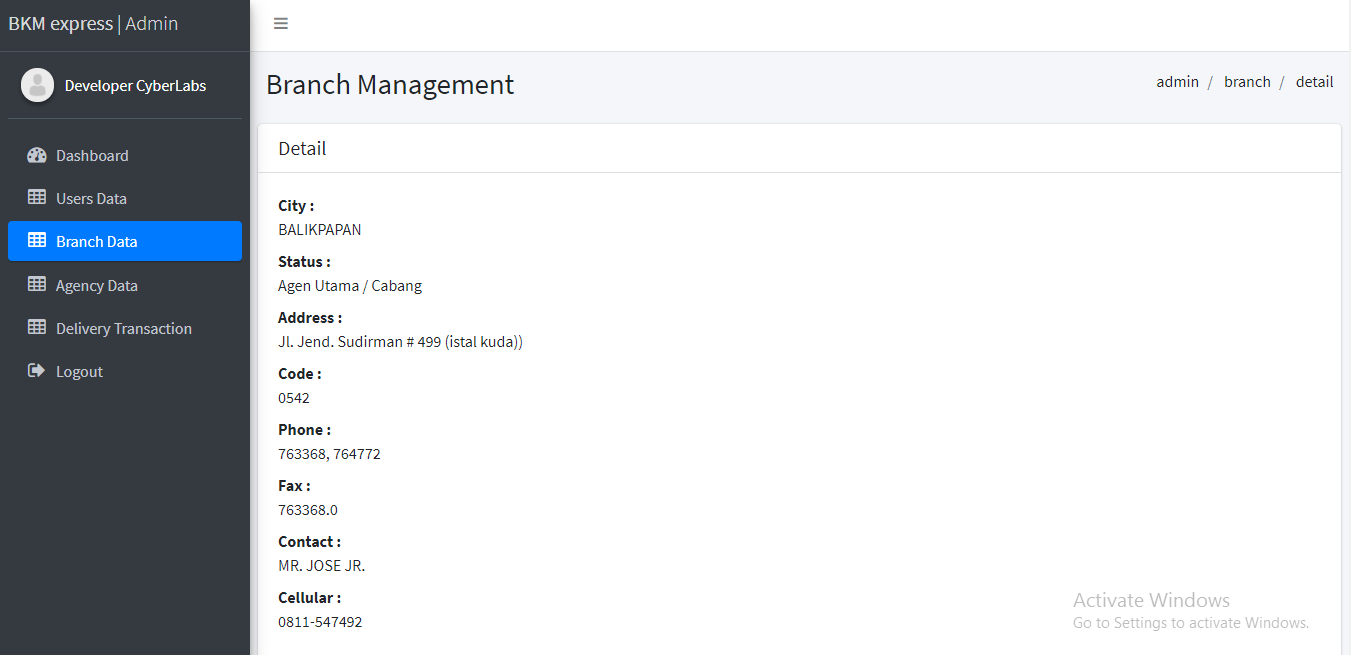 BKM express | Admin
Developer CyberLabs
Dashboard
Users Data
Branch Data
Agency Data
Delivery Transaction
Logout
Branch Management
admin / branch / detail
Detail
City :
BALIKPAPAN
Status :
Agen Utama / Cabang
Address :
Jl. Jend. Sudirman # 499 (istal kuda))
Code :
0542
Phone :
763368, 764772
Fax :
763368.0
Contact :
MR. JOSE JR.
Cellular :
0811-547492
Activate Windows
Go to Settings to activate Windows.